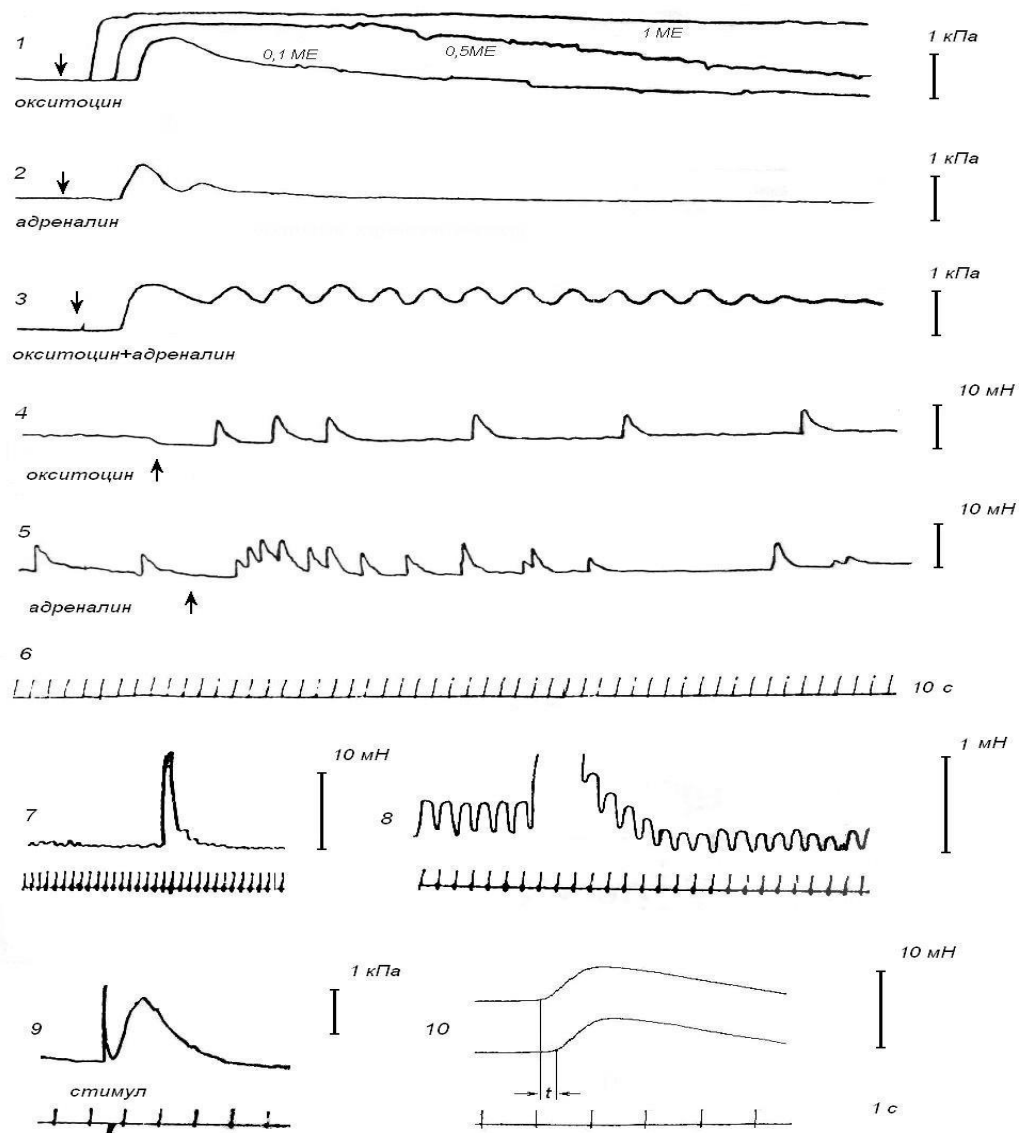 1
1 кПа
0,1 МЕ
0,5МЕ
1 МЕ
окситоцин
2
1 кПа
адреналин
3
1 кПа
окситоцин+адреналин
4
10 мН
окситоцин
5
10 мН
адреналин
6
10 с
7
10 мН
8
1 мН
9
1 кПа
стимул
10
10 мН
t
1 с